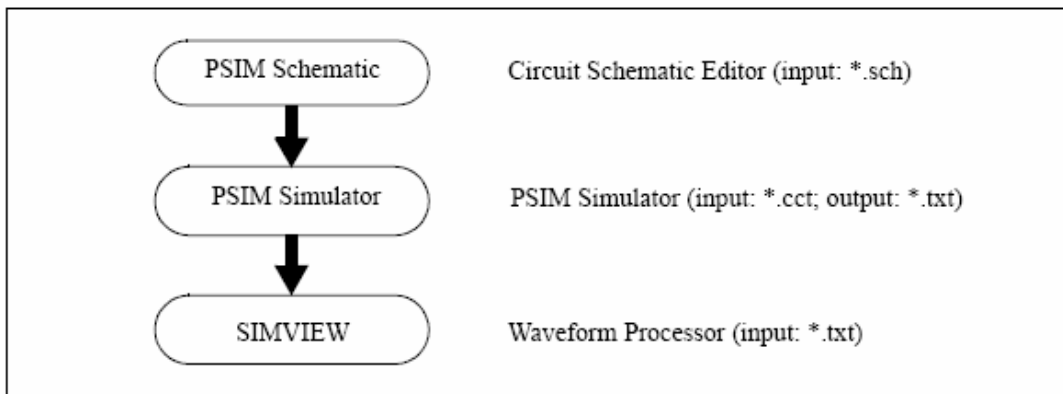 PSIM Schematic
Circuit Schematic Editor (input: *.sch)
PSIM Simulator
PSIM Simulator (input: *.cct; output: *.txt)
SIMVIEW
Waveform Processor (input: *.txt)